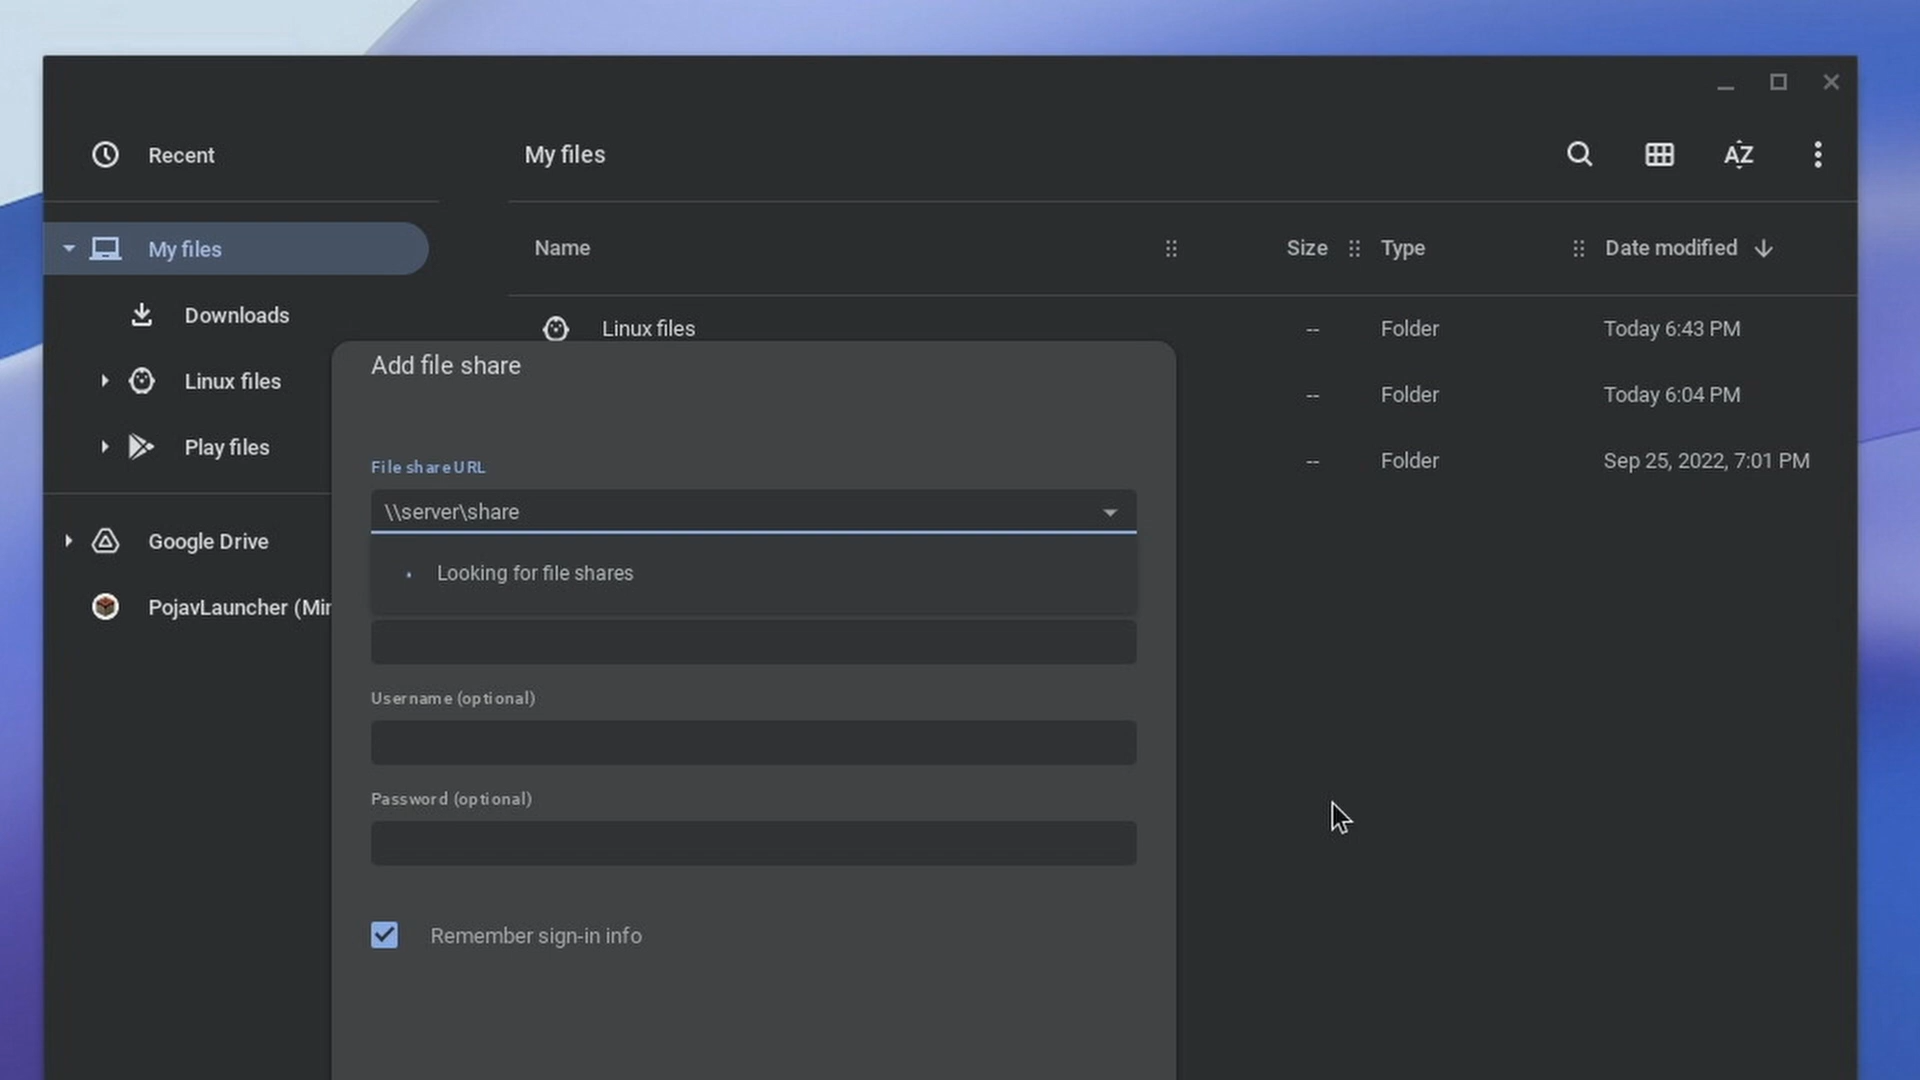 Recent
My files
AZ
My files
Name
Size
Type
Date modified
Downloads
Linux files
Folder
Today 6:43 PM
--
Add file share
Linux files
--
Folder
Today 6:04 PM
Play files
--
Folder
Sep 25, 2022, 7:01 PM
File share URL
\\server\share
Google Drive
Looking for file shares
PojavLauncher (Min
Username (optional)
Password (optional)
Remember sign-in info